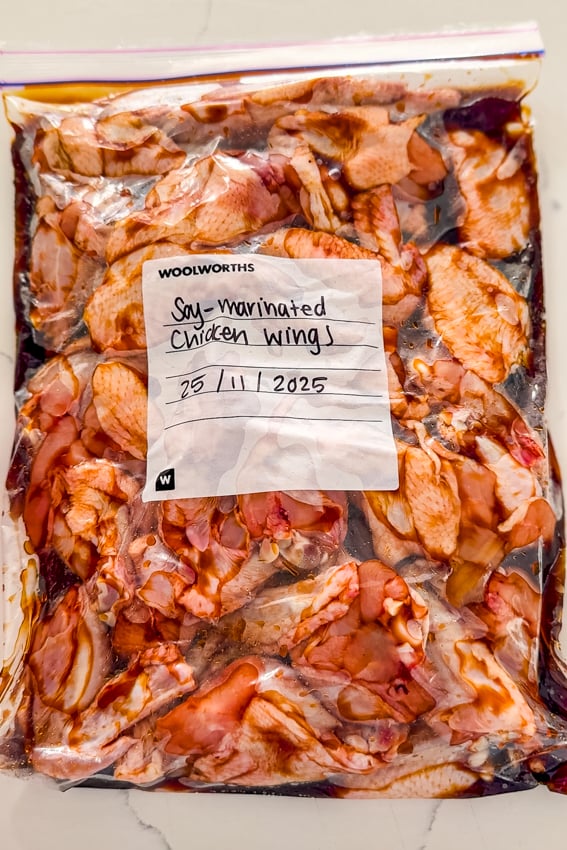 WOOLWORTHS
Soy-marinated
Chicken wings
25/11/2025
W